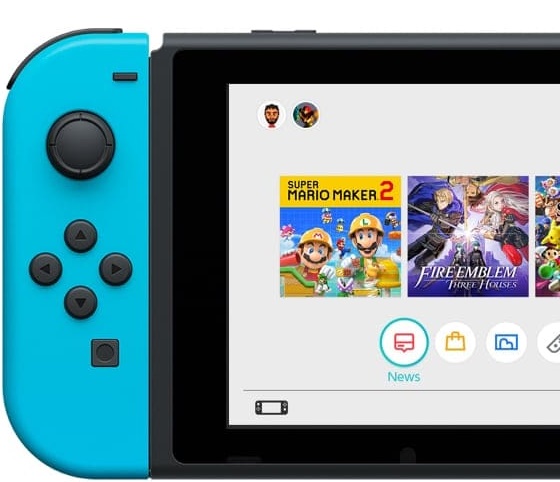 SUPER
MARIO MAKER 2
FIRE EMBLEM
THREE HOUSES
News